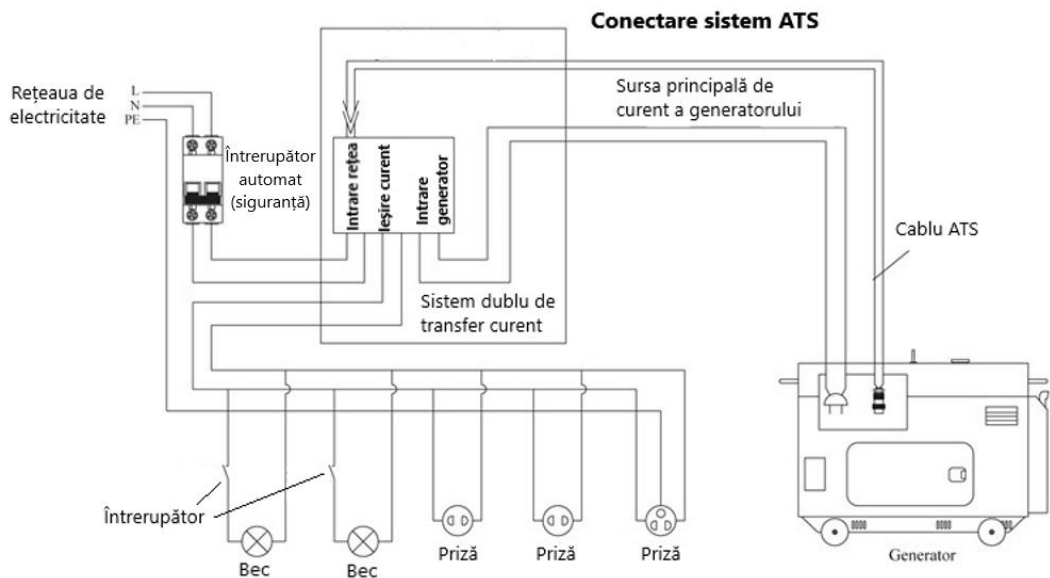 Conectare sistem ATS
Rețeaua de
electricitate
L
N
PE
Întrerupător
automat
(siguranță)
Intrare rețea
Ieșire curent
Intrare
generator
Sursa principală de
curent a generatorului
Cablu ATS
Sistem dublu de
transfer curent
Întrerupător
Bec
Bec
Priză
Priză
Priză
Generator